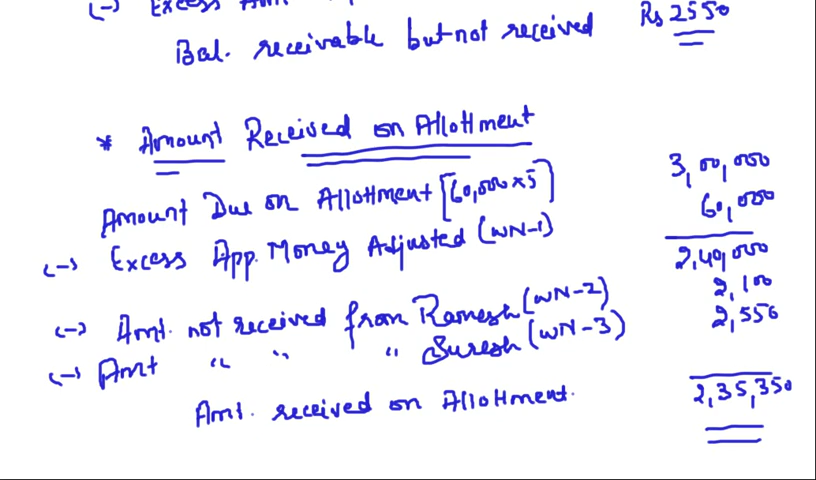 (-) Excess Amt
Bal. receivable but not received Rs 2550
* Amount Received on Allotment
Amount Due on Allotment [60,000 x 5] 3,00,000
(-) Excess App. Money Adjusted (WN-1) 60,000
2,40,000
(-) Amt. not received from Ramesh (WN-2) 2,100
(-) Amt " " " Suresh (WN-3) 2,550
Amt. received on Allotment. 2,35,350